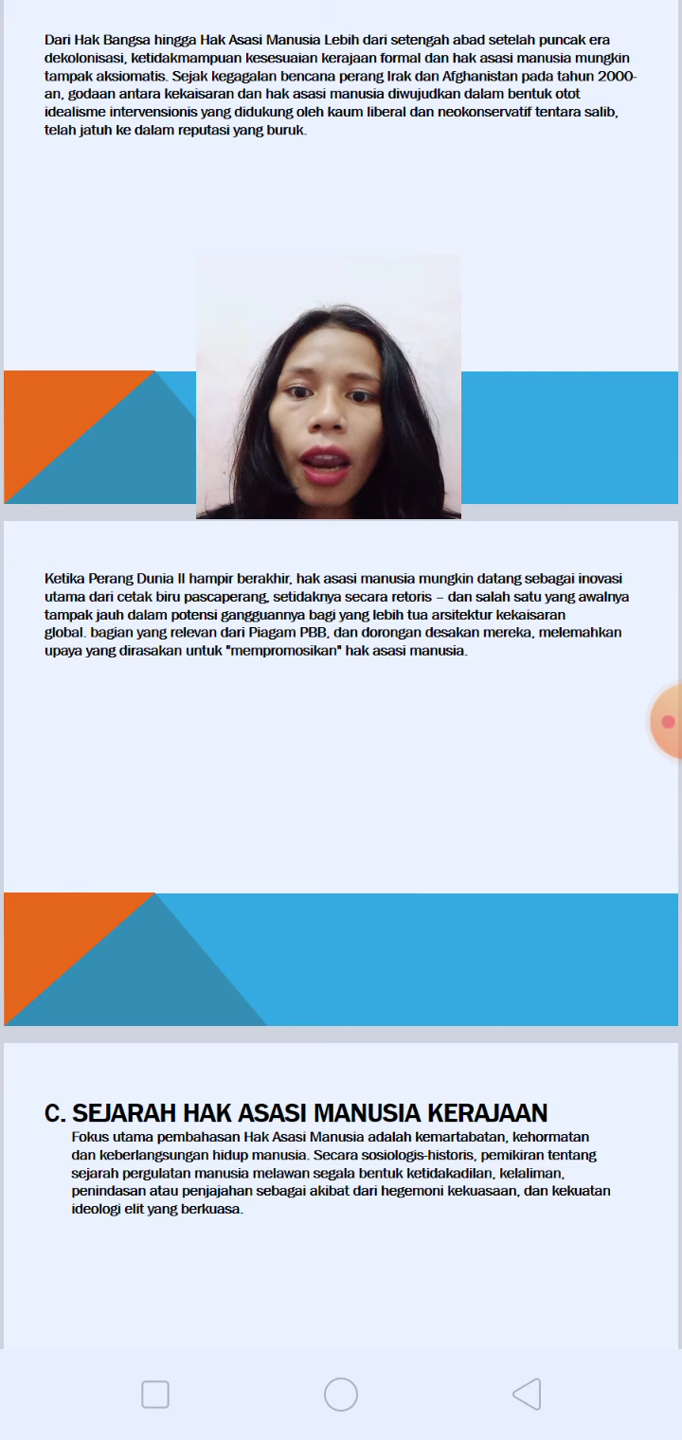 Dari Hak Bangsa hingga Hak Asasi Manusia Lebih dari setengah abad setelah puncak era
dekolonisasi, ketidakmampuan kesesuaian kerajaan formal dan hak asasi manusia mungkin
tampak aksiomatis. Sejak kegagalan bencana perang Irak dan Afghanistan pada tahun 2000-
an, godaan antara kekaisaran dan hak asasi manusia diwujudkan dalam bentuk otot
idealisme intervensionis yang didukung oleh kaum liberal dan neokonservatif tentara salib,
telah jatuh ke dalam reputasi yang buruk.
Ketika Perang Dunia II hampir berakhir, hak asasi manusia mungkin datang sebagai inovasi
utama dari cetak biru pascaperang, setidaknya secara retoris – dan salah satu yang awalnya
tampak jauh dalam potensi gangguannya bagi yang lebih tua arsitektur kekaisaran
global. bagian yang relevan dari Piagam PBB, dan dorongan desakan mereka, melemahkan
upaya yang dirasakan untuk "mempromosikan" hak asasi manusia.
C. SEJARAH HAK ASASI MANUSIA KERAJAAN
Fokus utama pembahasan Hak Asasi Manusia adalah kemartabatan, kehormatan
dan keberlangsungan hidup manusia. Secara sosiologis-historis, pemikiran tentang
sejarah pergulatan manusia melawan segala bentuk ketidakadilan, kelaliman,
penindasan atau penjajahan sebagai akibat dari hegemoni kekuasaan, dan kekuatan
ideologi elit yang berkuasa.